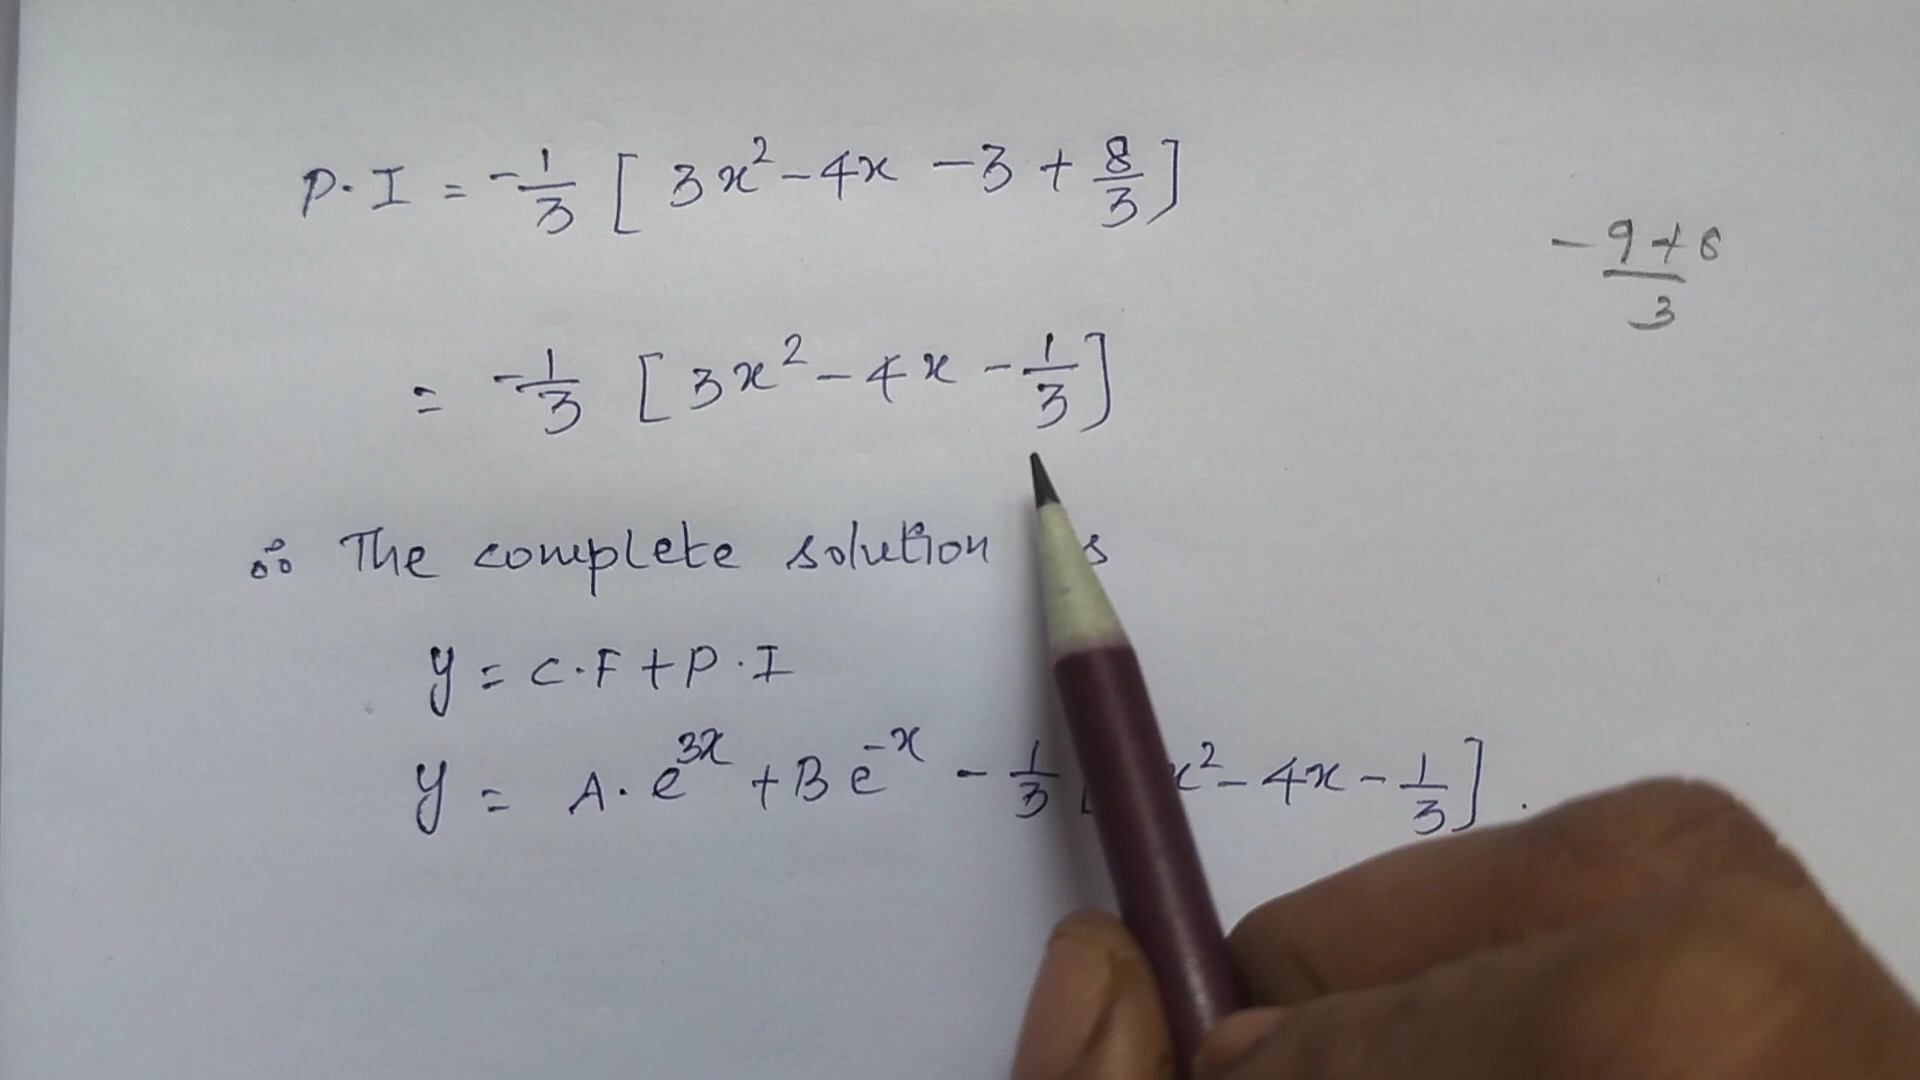 P.I = -1/3 [ 3x² - 4x - 3 + 8/3 ]
-9+8/3
= -1/3 [ 3x² - 4x - 1/3 ]
∴ The complete solution s
y = C.F + P.I
y = A.e^3x + B e^-x - 1/3 [ x² - 4x - 1/3 ].